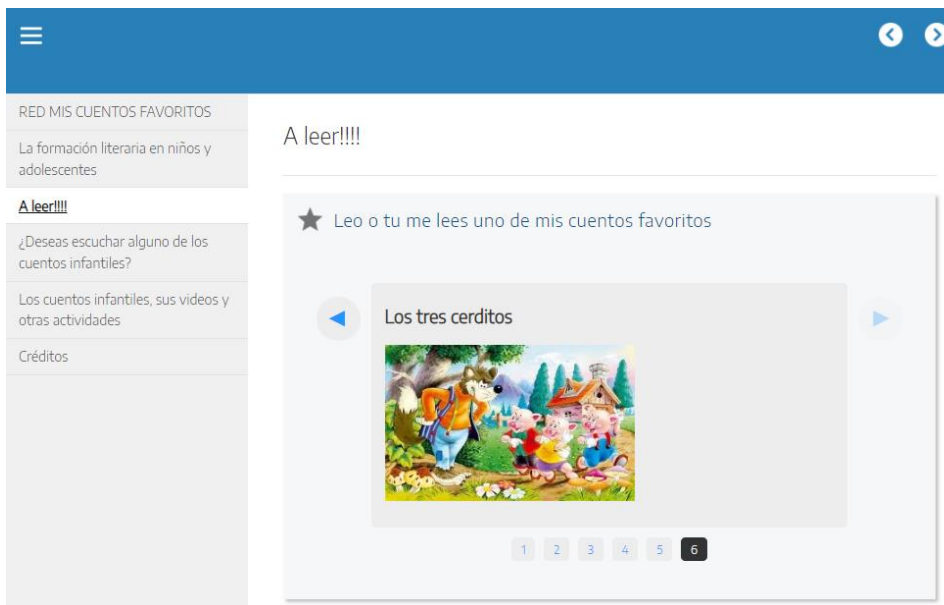 RED MIS CUENTOS FAVORITOS
La formación literaria en niños y
adolescentes
A leer!!!!
¿Deseas escuchar alguno de los
cuentos infantiles?
Los cuentos infantiles, sus videos y
otras actividades
Créditos
A leer!!!!
Leo o tu me lees uno de mis cuentos favoritos
Los tres cerditos
1 2 3 4 5 6